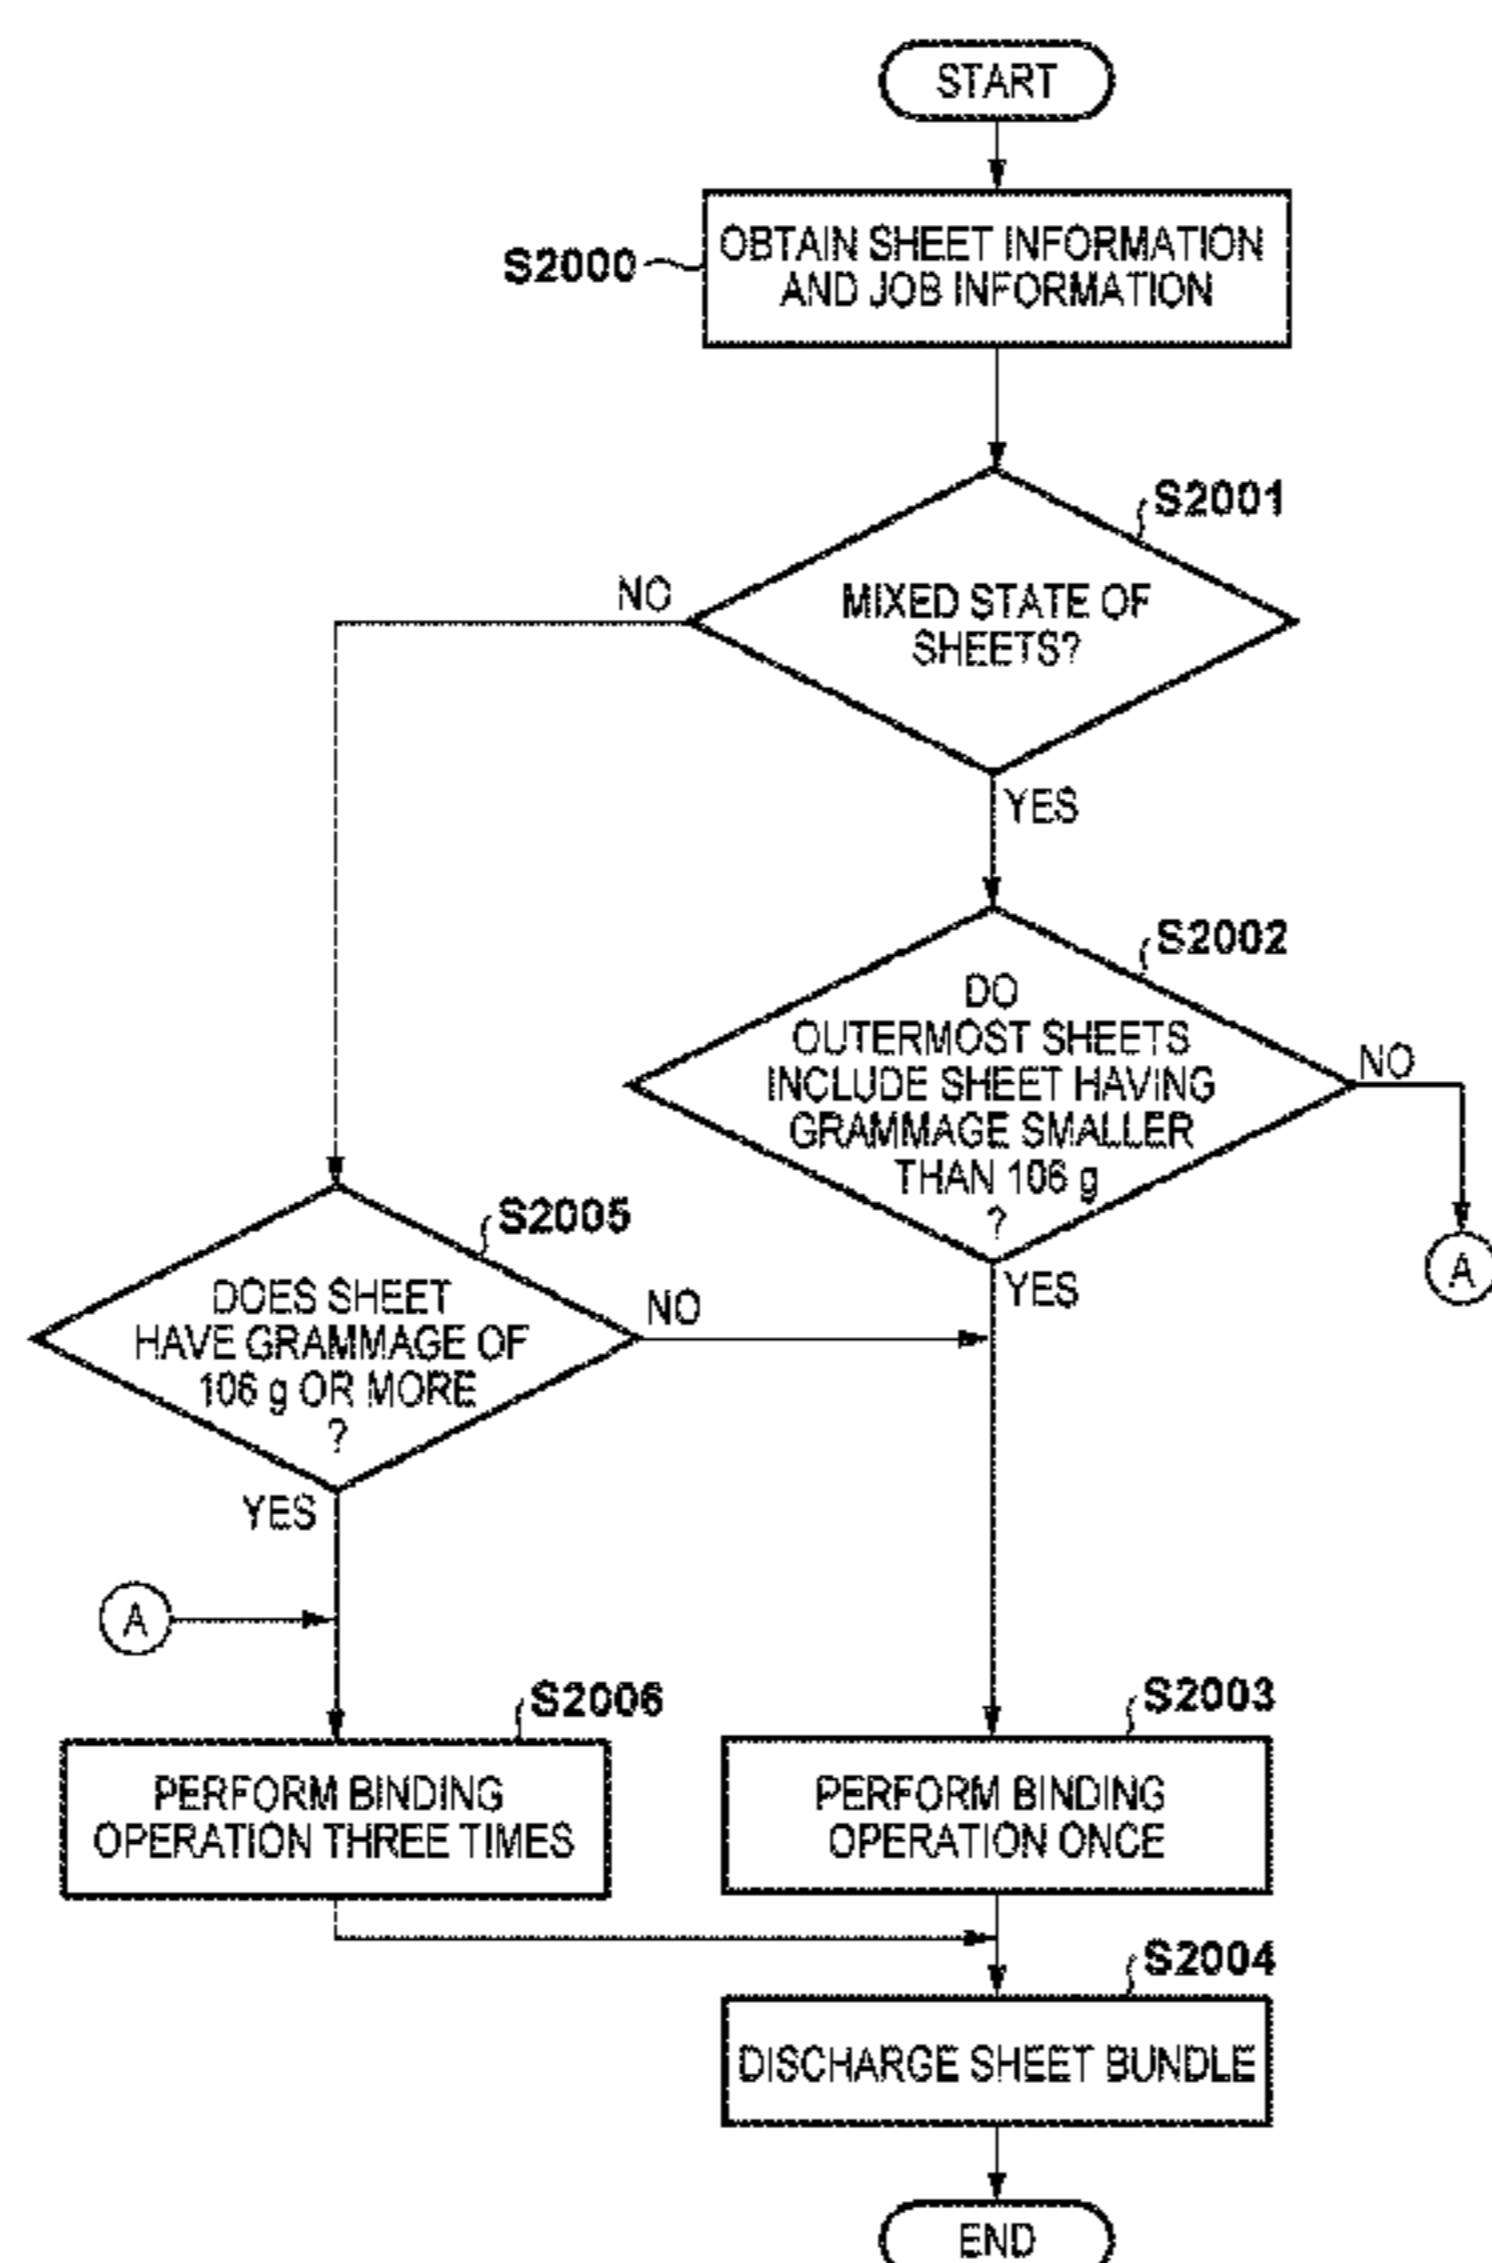 START
S2000
OBTAIN SHEET INFORMATION
AND JOB INFORMATION
S2001
NO
MIXED STATE OF
SHEETS?
YES
S2002
DO
OUTERMOST SHEETS
INCLUDE SHEET HAVING
GRAMMAGE SMALLER
THAN 106 g
?
NO
A
YES
S2005
DOES SHEET
HAVE GRAMMAGE OF
106 g OR MORE
?
NO
YES
A
S2006
PERFORM BINDING
OPERATION THREE TIMES
S2003
PERFORM BINDING
OPERATION ONCE
S2004
DISCHARGE SHEET BUNDLE
END